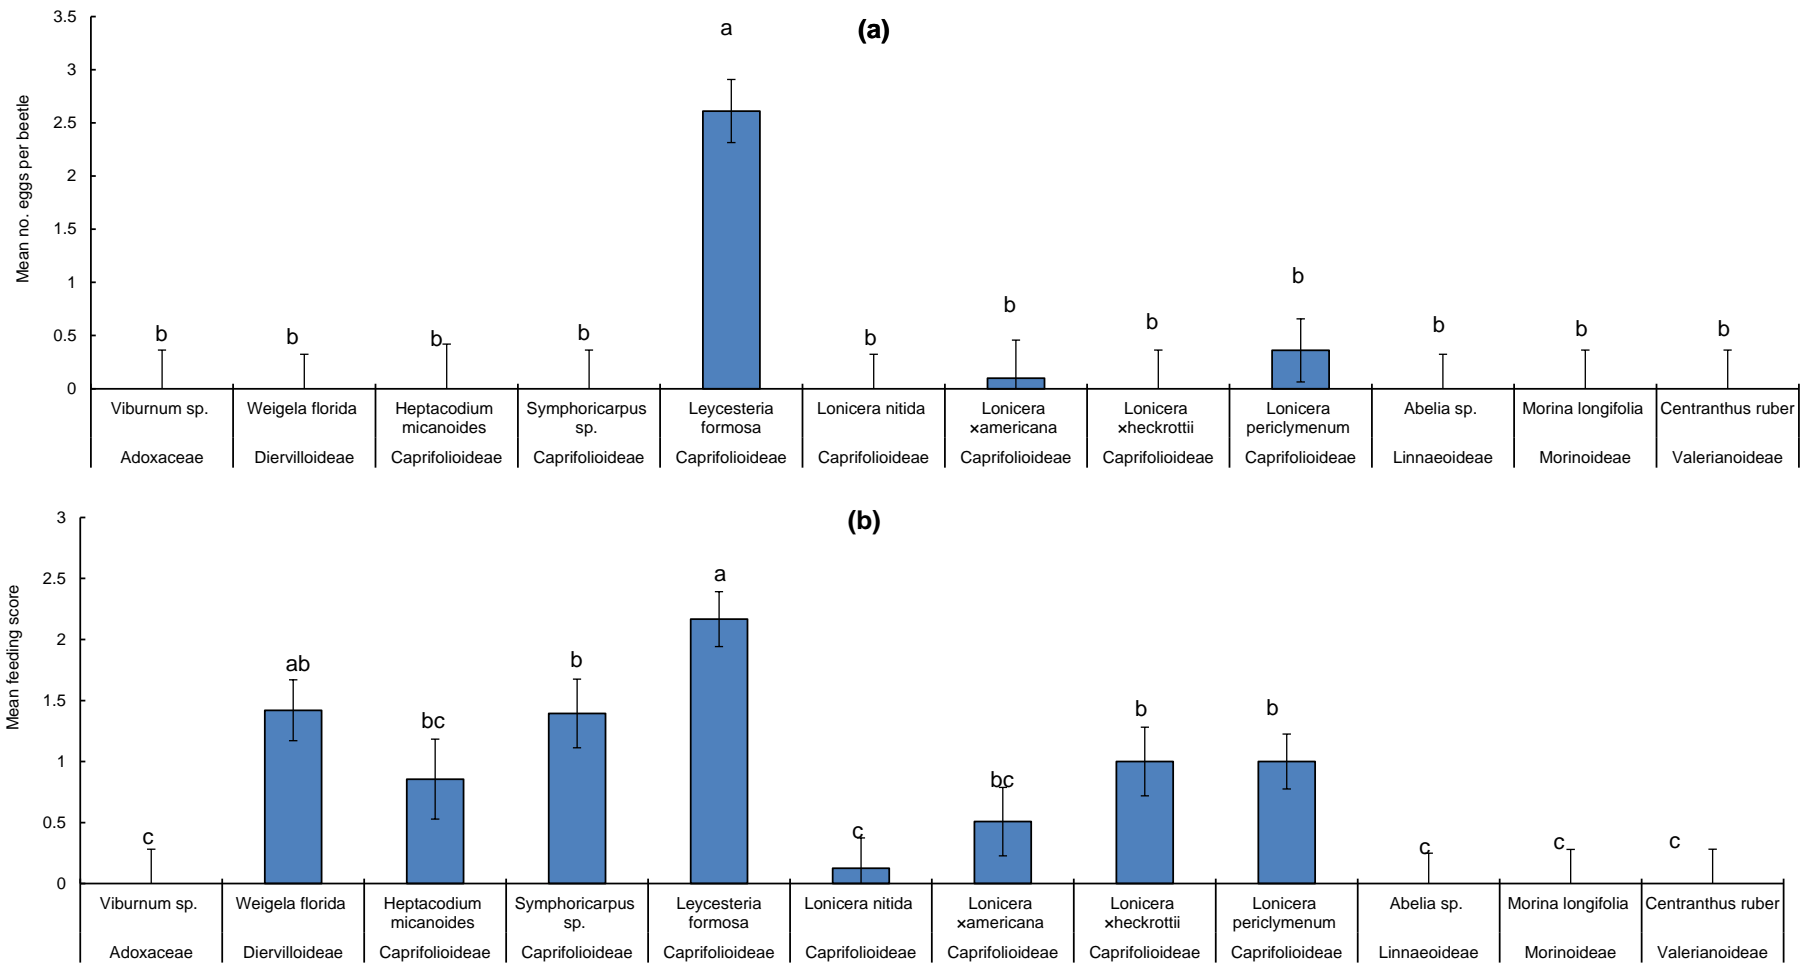 (a)
Mean no. eggs per beetle
3.5
3
2.5
2
1.5
1
0.5
0
b b b b a b b b b b b b
Viburnum sp. Weigela florida Heptacodium micanoides Symphoricarpus sp. Leycesteria formosa Lonicera nitida Lonicera ×americana Lonicera ×heckrottii Lonicera periclymenum Abelia sp. Morina longifolia Centranthus ruber
Adoxaceae Diervilloideae Caprifolioideae Caprifolioideae Caprifolioideae Caprifolioideae Caprifolioideae Caprifolioideae Caprifolioideae Linnaeoideae Morinoideae Valerianoideae
(b)
Mean feeding score
3
2.5
2
1.5
1
0.5
0
c ab bc b a c bc b b c c c
Viburnum sp. Weigela florida Heptacodium micanoides Symphoricarpus sp. Leycesteria formosa Lonicera nitida Lonicera ×americana Lonicera ×heckrottii Lonicera periclymenum Abelia sp. Morina longifolia Centranthus ruber
Adoxaceae Diervilloideae Caprifolioideae Caprifolioideae Caprifolioideae Caprifolioideae Caprifolioideae Caprifolioideae Caprifolioideae Linnaeoideae Morinoideae Valerianoideae